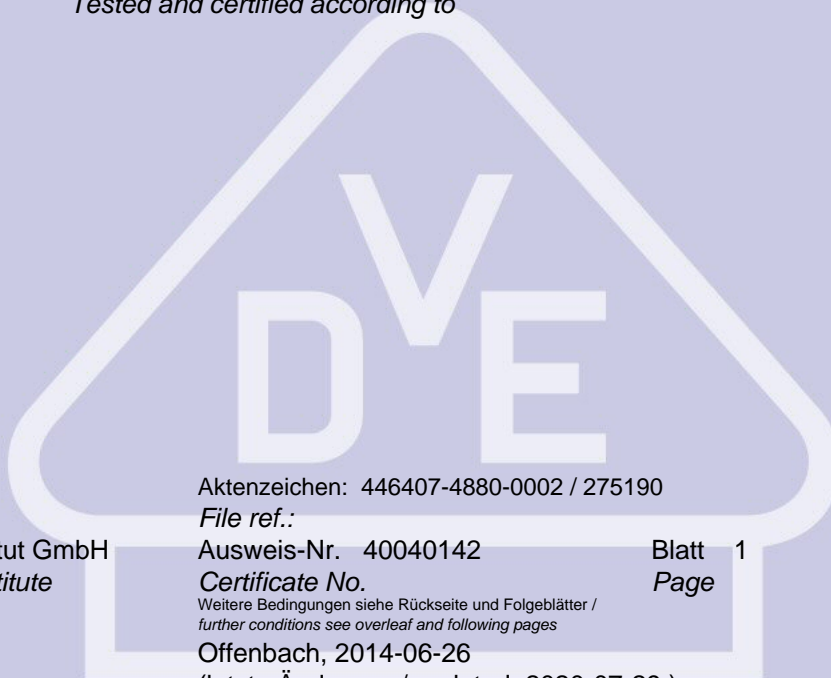 Tested and certified according to
VDE
Aktenzeichen: 446407-4880-0002 / 275190
File ref.:
tut GmbH Ausweis-Nr. 40040142 Blatt 1
titute Certificate No. Page
Weitere Bedingungen siehe Rückseite und Folgeblätter /
further conditions see overleaf and following pages
Offenbach, 2014-06-26